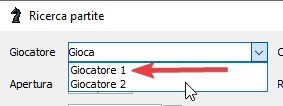 Ricerca partite
Giocatore Gioca C
Giocatore 1
Apertura Giocatore 2 R